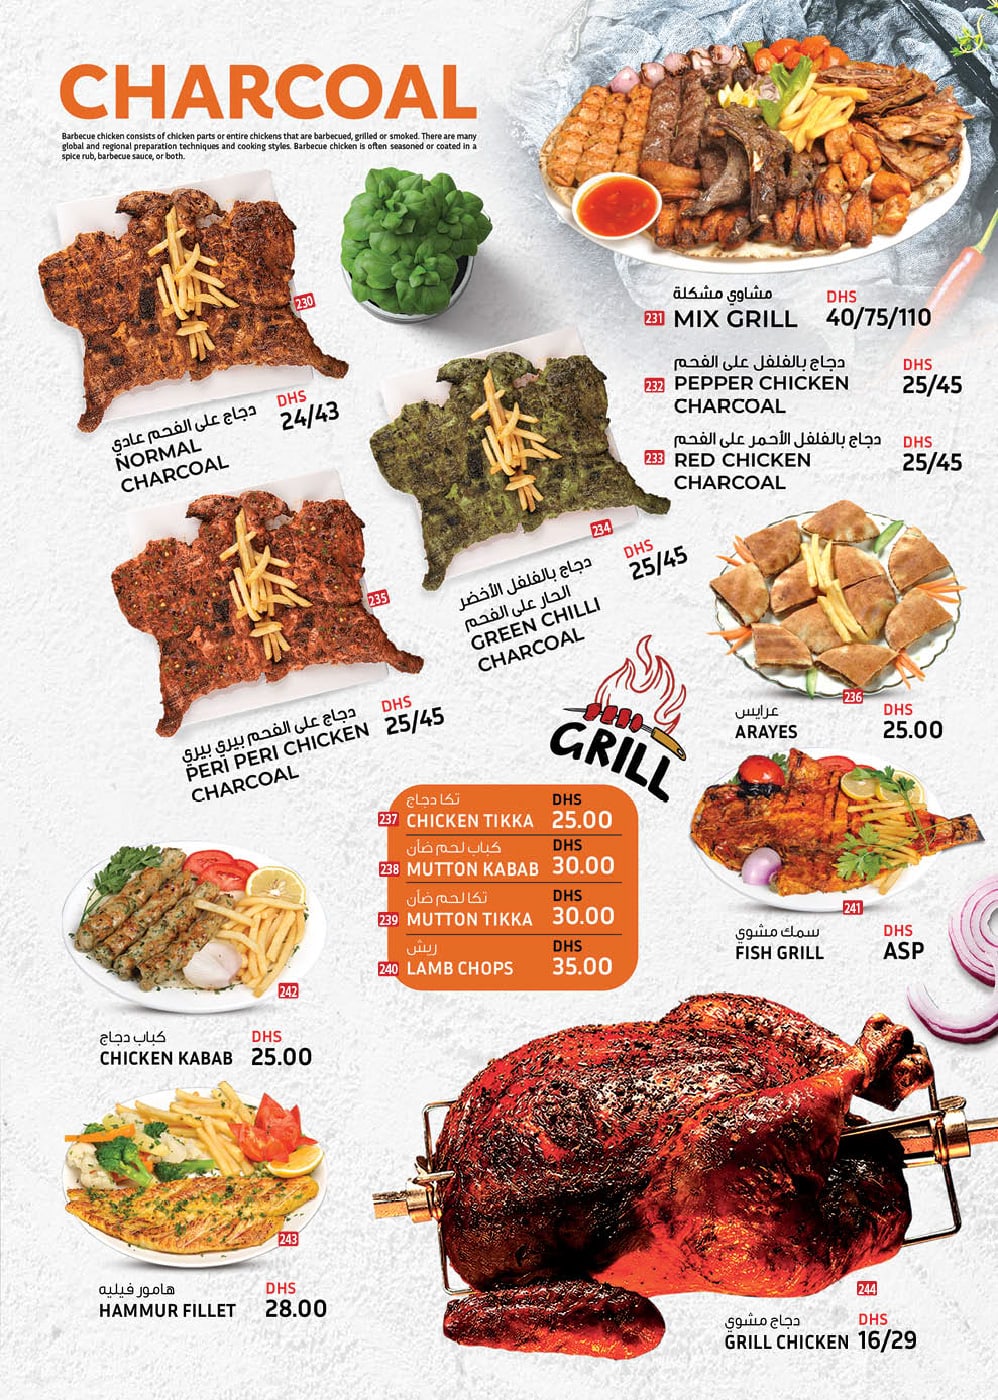 CHARCOAL
Barbecue chicken consists of chicken parts or entire chickens that are barbecued, grilled or smoked. There are many
global and regional preparation techniques and cooking styles. Barbecue chicken is often seasoned or coated in a
spice rub, barbecue sauce, or both.
230
دجاج على الفحم عادي
NORMAL
CHARCOAL
DHS
24/43
مشاوي مشكلة
231 MIX GRILL
DHS
40/75/110
دجاج بالفلفل على الفحم
232 PEPPER CHICKEN
CHARCOAL
DHS
25/45
دجاج بالفلفل الأحمر على الفحم
233 RED CHICKEN
CHARCOAL
DHS
25/45
234
دجاج بالفلفل الأخضر
الحار على الفحم
GREEN CHILLI
CHARCOAL
DHS
25/45
235
دجاج على الفحم بيري بيري
PERI PERI CHICKEN
CHARCOAL
DHS
25/45
GRILL
236
عرايس
ARAYES
DHS
25.00
تكا دجاج
237 CHICKEN TIKKA
DHS
25.00
كباب لحم ضأن
238 MUTTON KABAB
DHS
30.00
تكا لحم ضأن
239 MUTTON TIKKA
DHS
30.00
ريش
240 LAMB CHOPS
DHS
35.00
241
سمك مشوي
FISH GRILL
DHS
ASP
242
كباب دجاج
CHICKEN KABAB
DHS
25.00
243
هامور فيليه
HAMMUR FILLET
DHS
28.00
244
دجاج مشوي
GRILL CHICKEN
DHS
16/29